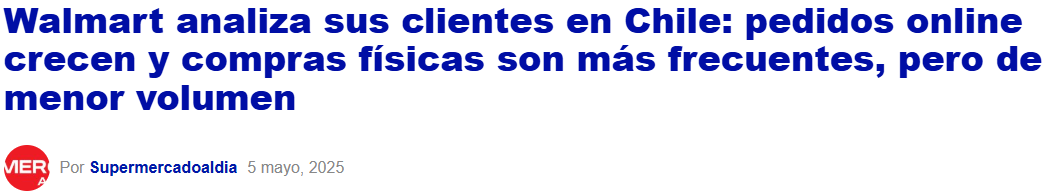 Walmart analiza sus clientes en Chile: pedidos online
crecen y compras físicas son más frecuentes, pero de
menor volumen
MERC
A
Por Supermercadoaldia 5 mayo, 2025